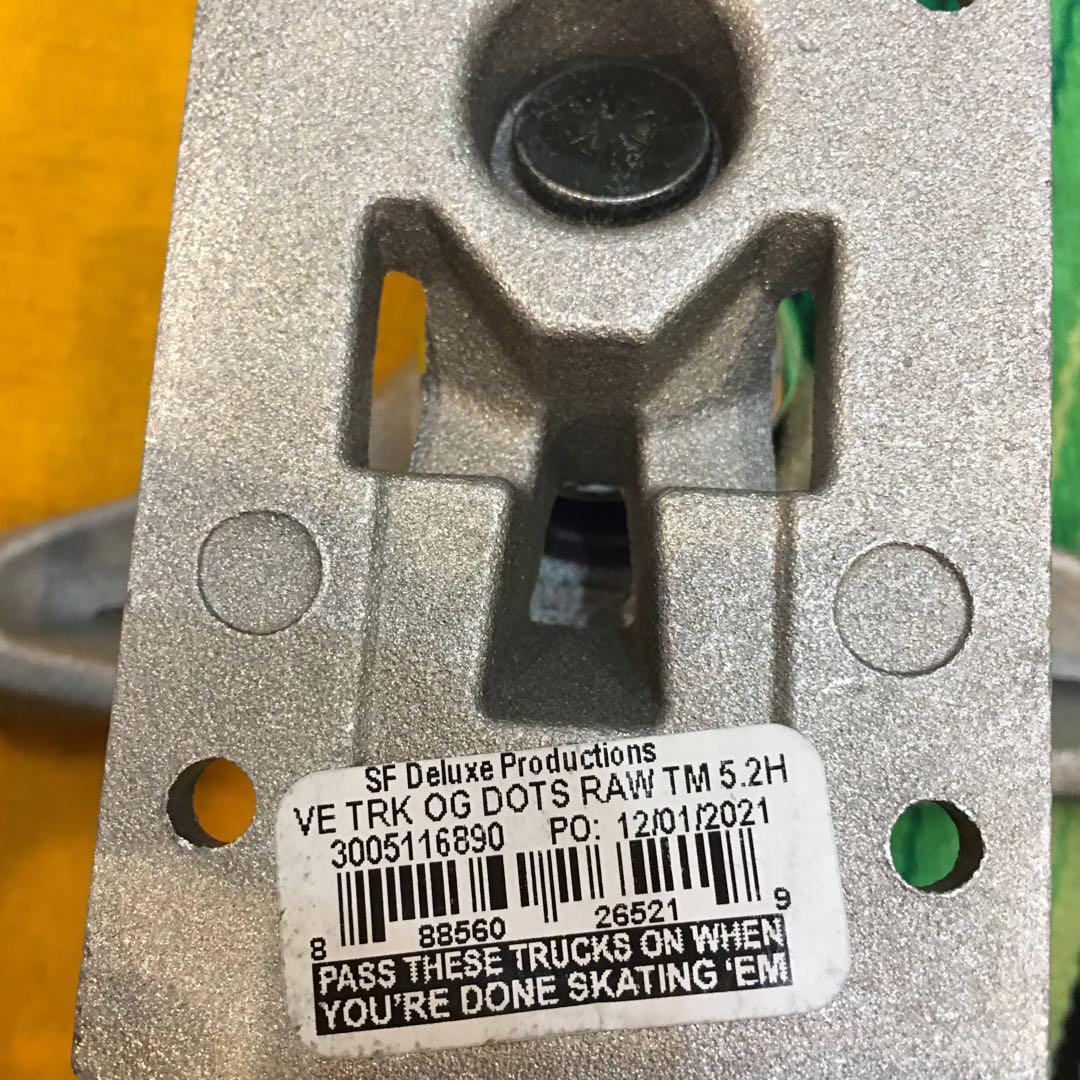 SF Deluxe Productions
VE TRK OG DOTS RAW TM 5.2H
3005116890 PO: 12/01/2021
8 88560 26521 9
PASS THESE TRUCKS ON WHEN
YOU'RE DONE SKATING 'EM